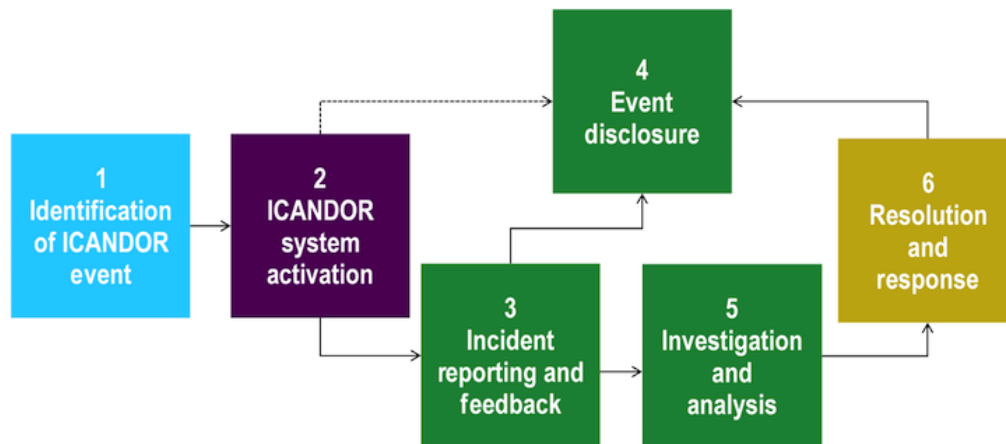 1
Identification
of ICANDOR
event
2
ICANDOR
system
activation
3
Incident
reporting and
feedback
4
Event
disclosure
5
Investigation
and
analysis
6
Resolution
and
response